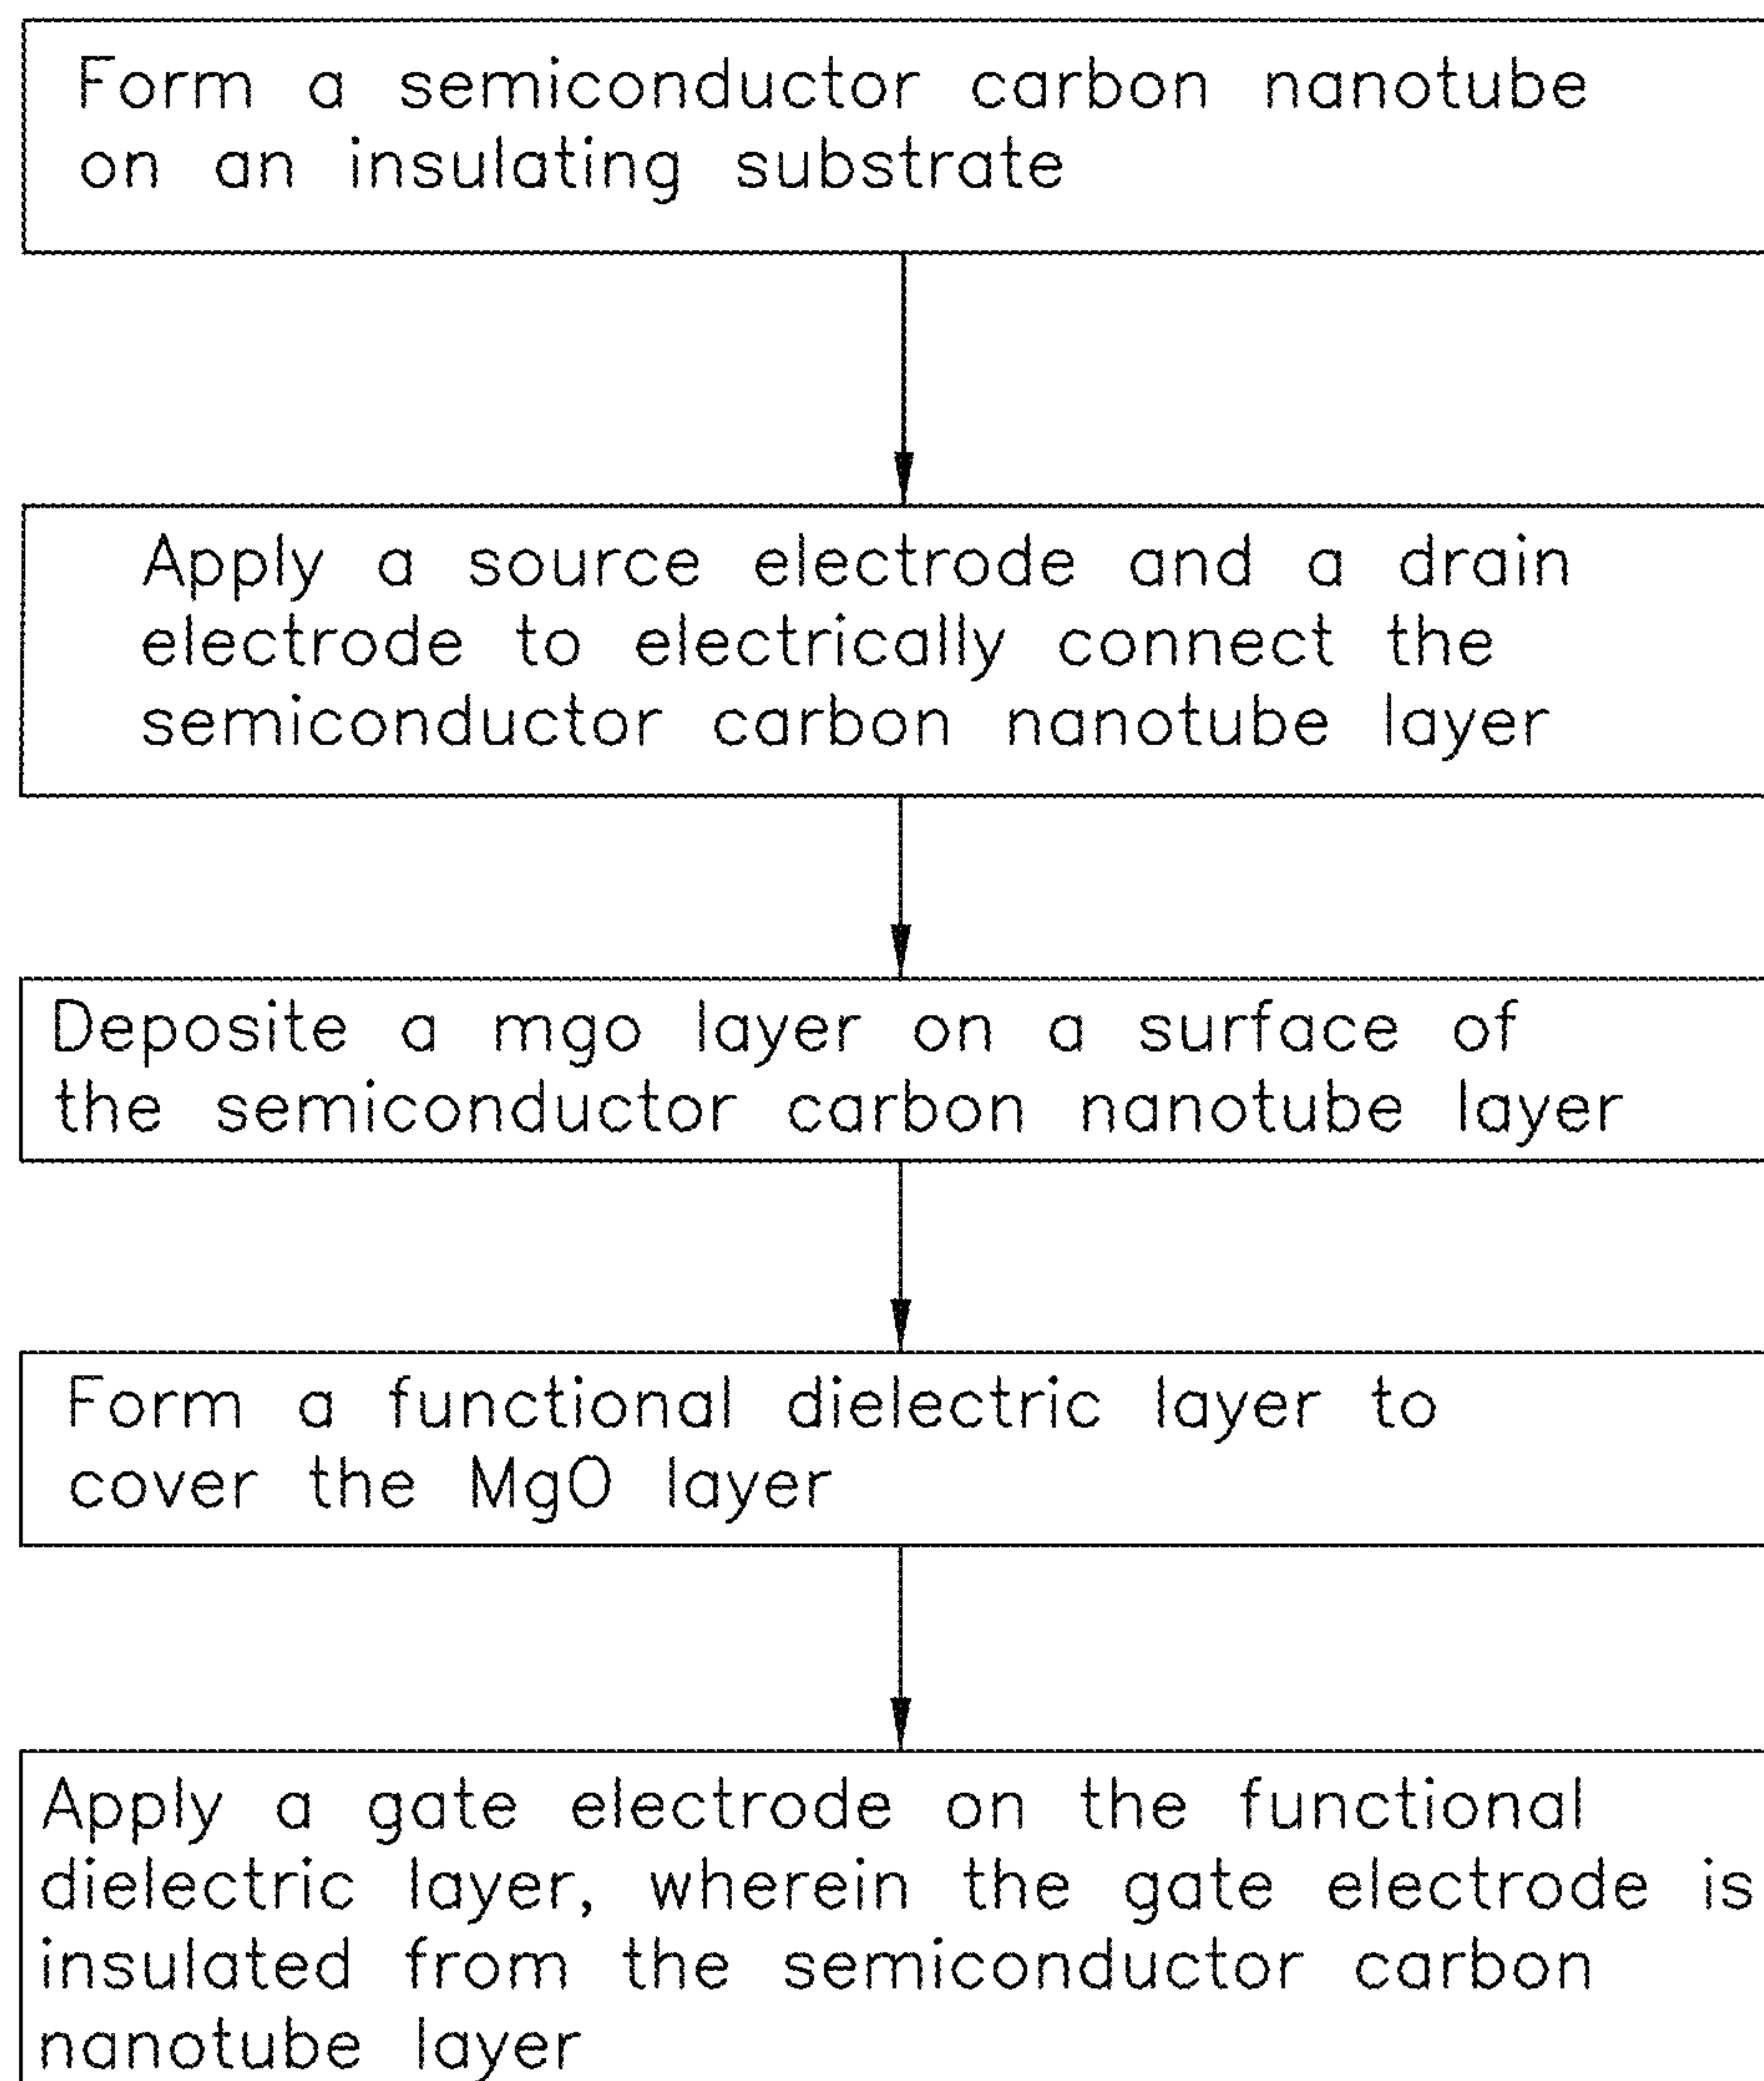 Form a semiconductor carbon nanotube
on an insulating substrate
Apply a source electrode and a drain
electrode to electrically connect the
semiconductor carbon nanotube layer
Deposite a mgo layer on a surface of
the semiconductor carbon nanotube layer
Form a functional dielectric layer to
cover the MgO layer
Apply a gate electrode on the functional
dielectric layer, wherein the gate electrode is
insulated from the semiconductor carbon
nanotube layer